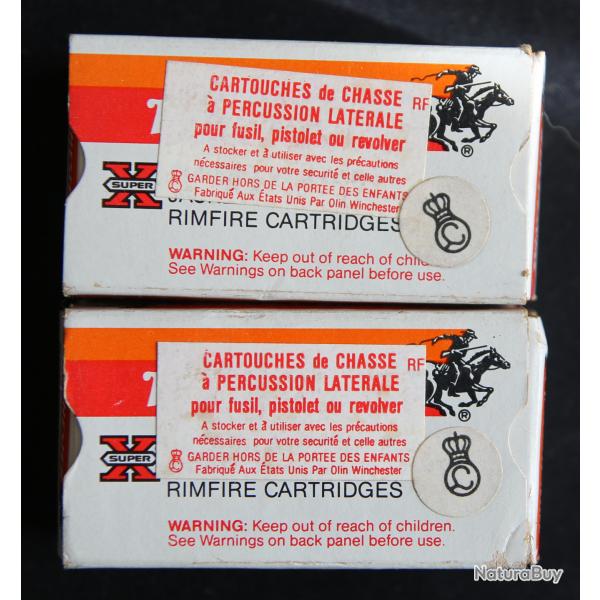 CARTOUCHES de CHASSE RF
à PERCUSSION LATERALE
pour fusil, pistolet ou revolver
A stocker et à utiliser avec les précautions
nécessaires pour votre securité et celle autres
GARDER HORS DE LA PORTEE DES ENFANTS
Fabriqué Aux États Unis Par Olin Winchester
®
SUPER
X
C
RIMFIRE CARTRIDGES
WARNING: Keep out of reach of children.
See Warnings on back panel before use.
CARTOUCHES de CHASSE RF
à PERCUSSION LATERALE
pour fusil, pistolet ou revolver
A stocker et à utiliser avec les précautions
nécessaires pour votre securité et celle autres
GARDER HORS DE LA PORTEE DES ENFANTS
Fabriqué Aux États Unis Par Olin Winchester
®
SUPER
X
C
RIMFIRE CARTRIDGES
WARNING: Keep out of reach of children.
See Warnings on back panel before use.
NaturaBuy